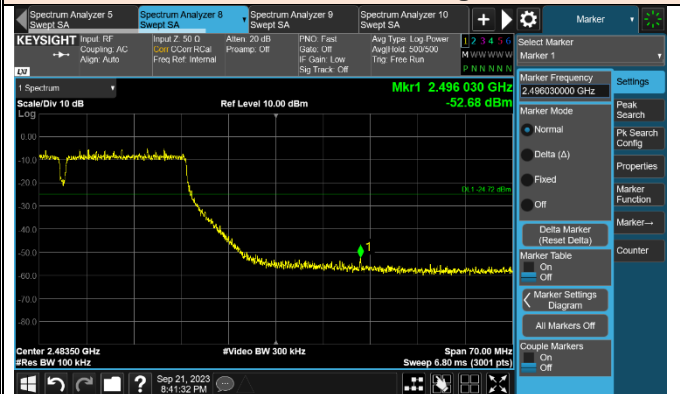 Spectrum Analyzer 5
Swept SA
Spectrum Analyzer 8
Swept SA
Spectrum Analyzer 9
Swept SA
Spectrum Analyzer 10
Swept SA
Marker
KEYSIGHT
Input: RF
Coupling: AC
Align: Auto
Input Z: 50 Ω
Corr CCorr RCal
Freq Ref: Internal
Atten: 20 dB
Preamp: Off
PNO: Fast
Gate: Off
IF Gain: Low
Sig Track: Off
Avg Type: Log-Power
Avg|Hold: 500/500
Trig: Free Run
1 2 3 4 5 6
M W W W W W
P N N N N N
LXI
Select Marker
Marker 1
1 Spectrum
Scale/Div 10 dB
Log
Ref Level 10.00 dBm
Mkr1 2.496 030 GHz
-52.68 dBm
0.00
-10.0
-20.0
-30.0
-40.0
-50.0
-60.0
-70.0
-80.0
DL1 -24.72 dBm
1
Center 2.48350 GHz
#Res BW 100 kHz
#Video BW 300 kHz
Span 70.00 MHz
Sweep 6.80 ms (3001 pts)
Marker Frequency
2.496030000 GHz
Marker Mode
Normal
Delta (Δ)
Fixed
Off
Delta Marker
(Reset Delta)
Marker Table
On
Off
Marker Settings
Diagram
All Markers Off
Couple Markers
On
Off
Settings
Peak
Search
Pk Search
Config
Properties
Marker
Function
Marker→
Counter
?
Sep 21, 2023
8:41:32 PM